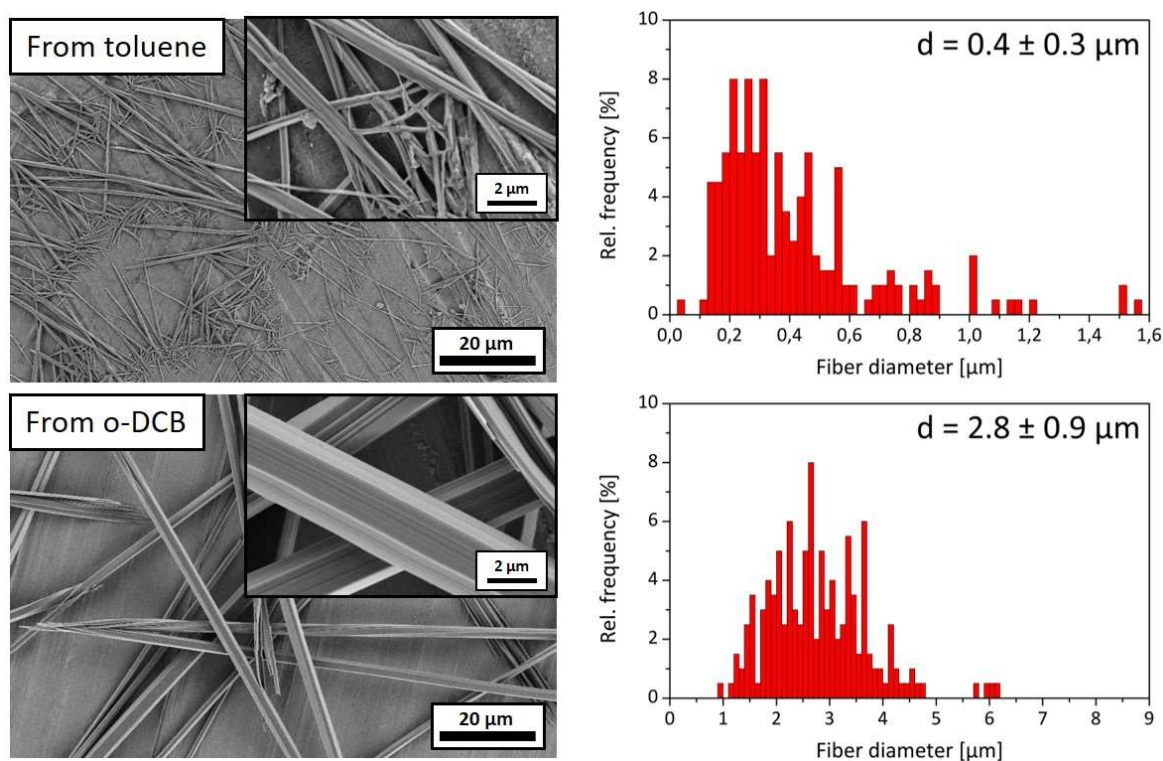 From toluene
2 µm
20 µm
d = 0.4 ± 0.3 µm
Rel. frequency [%]
10
8
6
4
2
0
0,0 0,2 0,4 0,6 0,8 1,0 1,2 1,4 1,6
Fiber diameter [µm]
From o-DCB
2 µm
20 µm
d = 2.8 ± 0.9 µm
Rel. frequency [%]
10
8
6
4
2
0
0 1 2 3 4 5 6 7 8 9
Fiber diameter [µm]